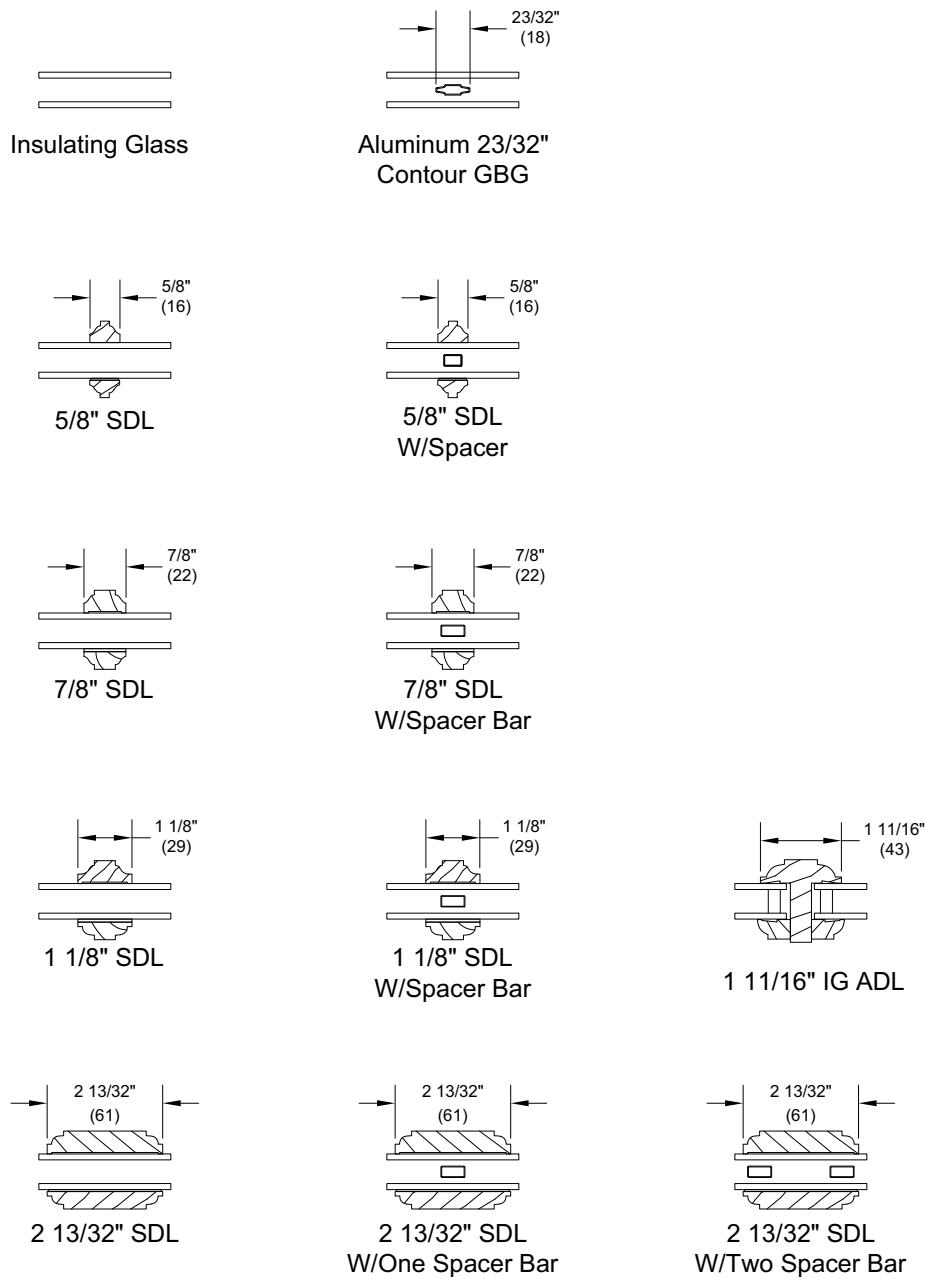 23/32"
(18)
Insulating Glass
Aluminum 23/32"
Contour GBG
5/8"
(16)
5/8"
(16)
5/8" SDL
5/8" SDL
W/Spacer
7/8"
(22)
7/8"
(22)
7/8" SDL
7/8" SDL
W/Spacer Bar
1 1/8"
(29)
1 1/8"
(29)
1 11/16"
(43)
1 1/8" SDL
1 1/8" SDL
W/Spacer Bar
1 11/16" IG ADL
2 13/32"
(61)
2 13/32"
(61)
2 13/32"
(61)
2 13/32" SDL
2 13/32" SDL
W/One Spacer Bar
2 13/32" SDL
W/Two Spacer Bar